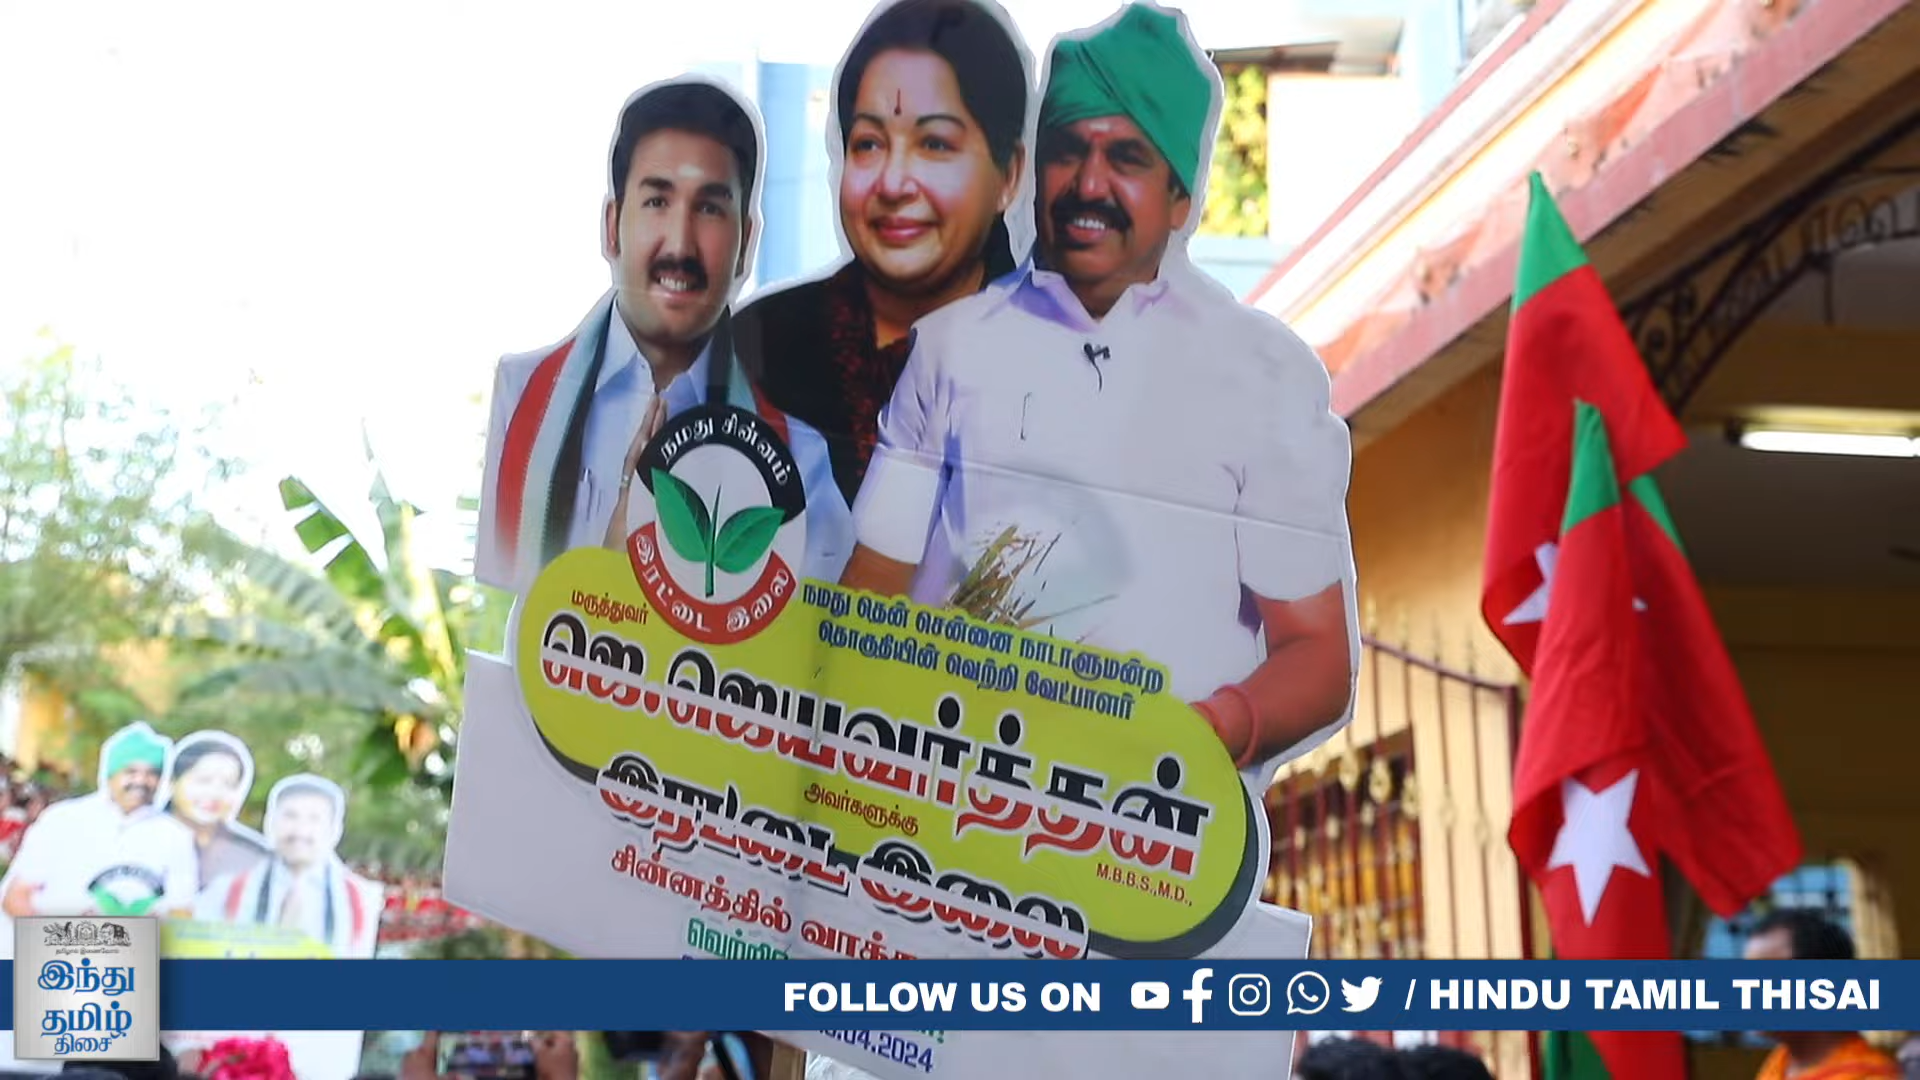 நமது சின்னம்
இரட்டை இலை
மருத்துவர்
நமது தென் சென்னை நாடாளுமன்ற
தொகுதியின் வெற்றி வேட்பாளர்
ஜெ.ஜெயவர்த்தன்
M.B.B.S.,M.D.,
அவர்களுக்கு
இரட்டை இலை
சின்னத்தில்
04.2024
இந்து
தமிழ்
திசை
FOLLOW US ON / HINDU TAMIL THISAI